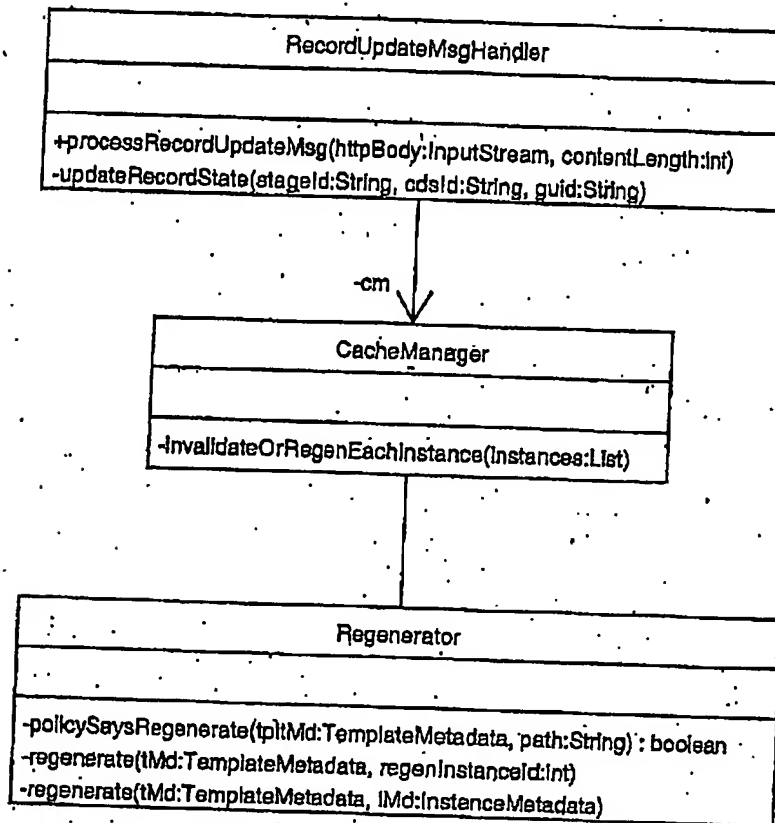 RecordUpdateMsgHandler
+processRecordUpdateMsg(httpBody:InputStream, contentLength:int)
-updateRecordState(stageId:String, cdsId:String, guid:String)
-cm
CacheManager
-invalidateOrRegenEachInstance(instances:List)
Regenerator
-policySaysRegenerate(tpltMd:TemplateMetadata, path:String) : boolean
-regenerate(tMd:TemplateMetadata, regenInstanceId:int)
-regenerate(tMd:TemplateMetadata, iMd:InstanceMetadata)